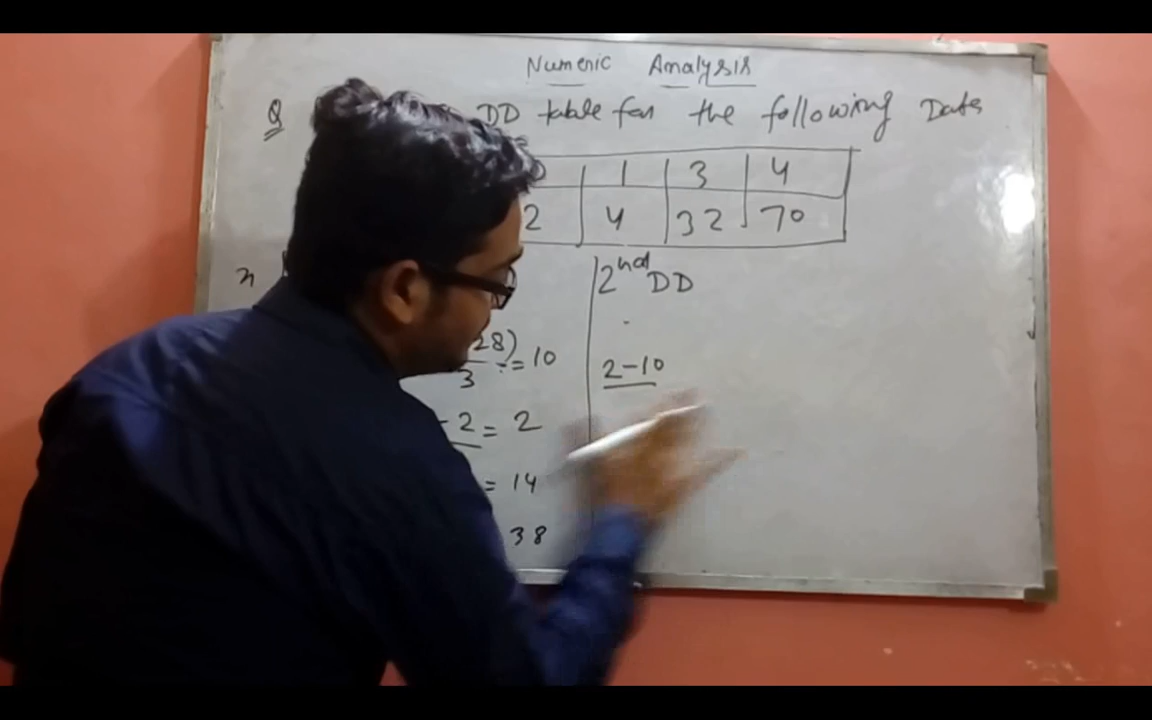 Numeric Analysis
Q DD table for the following Data
1 3 4
2 4 32 70
x 2nd DD
28)
3 = 10 2-10
- 2 = 2
= 14
38